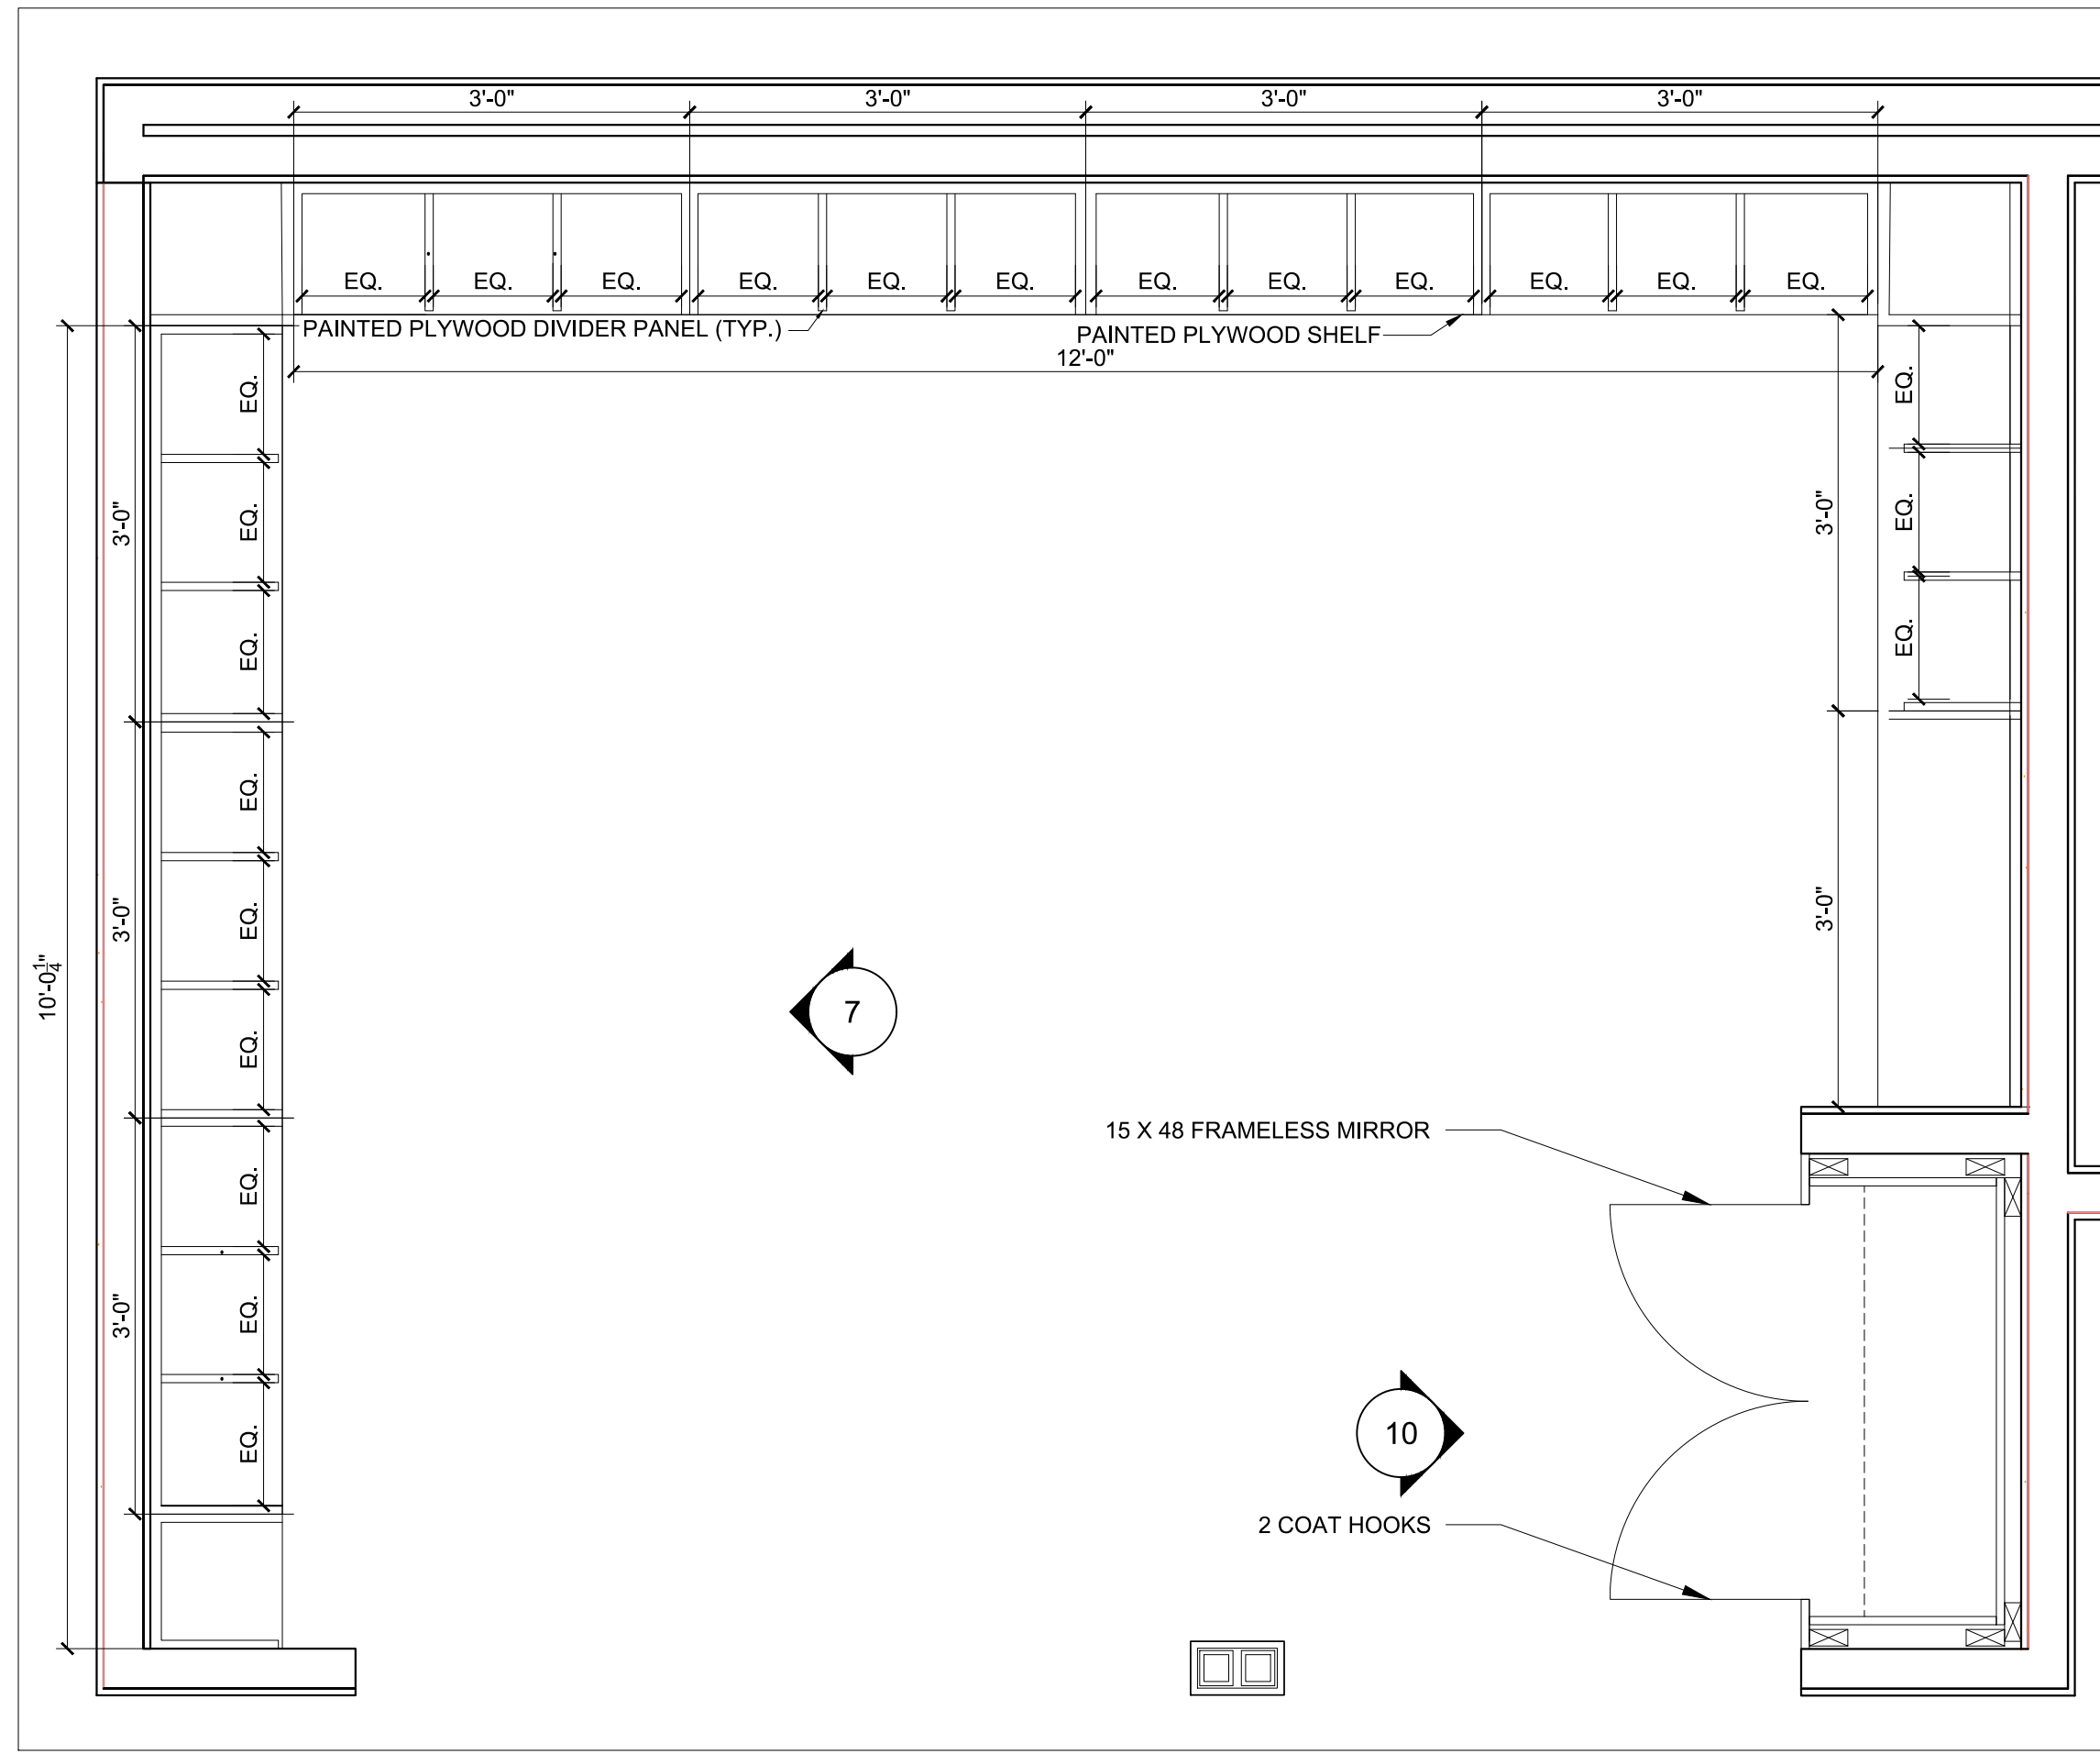 3'-0" 3'-0" 3'-0" 3'-0"
EQ. EQ. EQ. EQ. EQ. EQ. EQ. EQ. EQ. EQ. EQ. EQ.
PAINTED PLYWOOD DIVIDER PANEL (TYP.)
PAINTED PLYWOOD SHELF
12'-0"
EQ.
EQ.
EQ.
EQ.
EQ.
EQ.
EQ.
EQ.
EQ.
3'-0"
3'-0"
3'-0"
10'-0 1/4"
EQ.
EQ.
EQ.
3'-0"
3'-0"
7
15 X 48 FRAMELESS MIRROR
10
2 COAT HOOKS